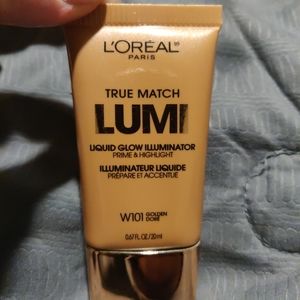 L'ORÉAL
PARIS
TRUE MATCH
LUMI
LIQUID GLOW ILLUMINATOR
PRIME & HIGHLIGHT
ILLUMINATEUR LIQUIDE
PRÉPARE ET ACCENTUE
W101 GOLDEN
DORÉ
0.67 FL. OZ/20ml